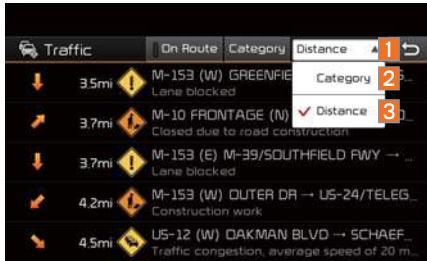 Traffic On Route Category Distance 1
3.5mi M-153 (W) GREENFIE
Lane blocked
Category 2
Distance 3
3.7mi M-10 FRONTAGE (N)
Closed due to road construction
3.7mi M-153 (E) M-39/SOUTHFIELD FWY →
Lane blocked
4.2mi M-153 (W) OUTER DR → US-24/TELEG...
Construction work
4.5mi US-12 (W) OAKMAN BLVD → SCHAEF...
Traffic congestion, average speed of 20 m...